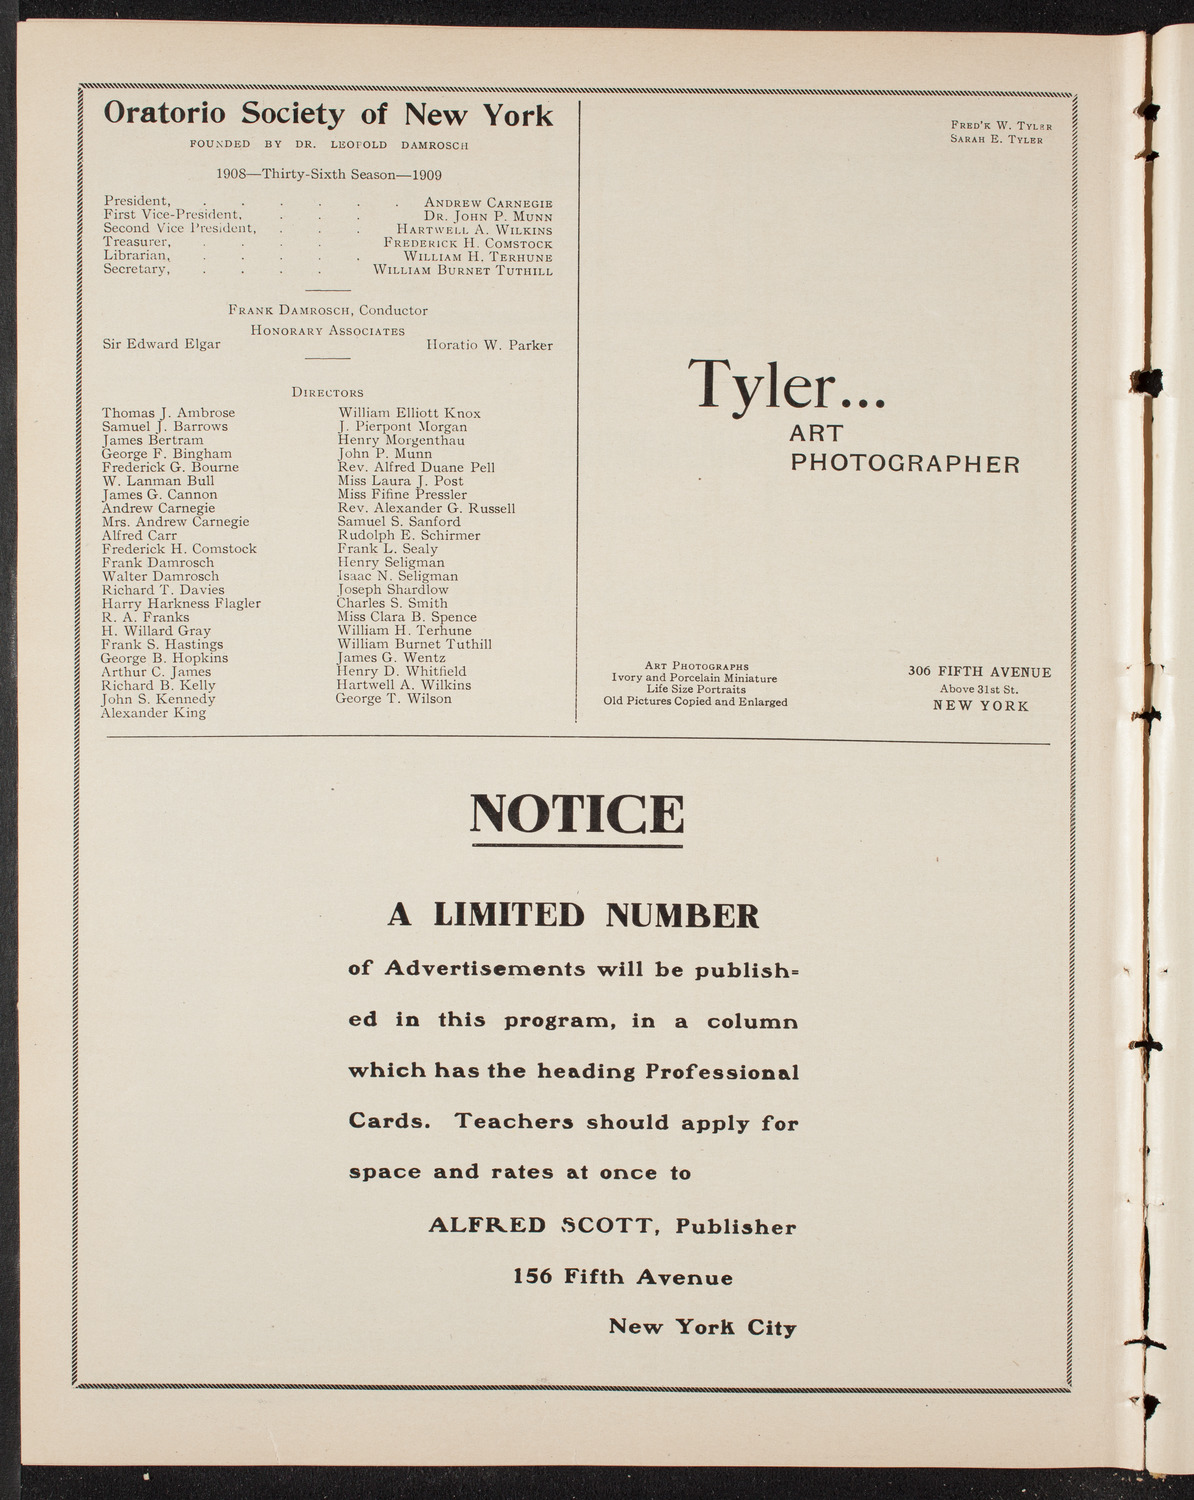 Oratorio Society of New York
FOUNDED BY DR. LEOPOLD DAMROSCH
1908—Thirty-Sixth Season—1909
President, . . . . . . ANDREW CARNEGIE
First Vice-President, . . . DR. JOHN P. MUNN
Second Vice President, . . . HARTWELL A. WILKINS
Treasurer, . . . . FREDERICK H. COMSTOCK
Librarian, . . . . . WILLIAM H. TERHUNE
Secretary, . . . . WILLIAM BURNET TUTHILL
FRANK DAMROSCH, Conductor
HONORARY ASSOCIATES
Sir Edward Elgar Horatio W. Parker
DIRECTORS
Thomas J. Ambrose
Samuel J. Barrows
James Bertram
George F. Bingham
Frederick G. Bourne
W. Lanman Bull
James G. Cannon
Andrew Carnegie
Mrs. Andrew Carnegie
Alfred Carr
Frederick H. Comstock
Frank Damrosch
Walter Damrosch
Richard T. Davies
Harry Harkness Flagler
R. A. Franks
H. Willard Gray
Frank S. Hastings
George B. Hopkins
Arthur C. James
Richard B. Kelly
John S. Kennedy
Alexander King
William Elliott Knox
J. Pierpont Morgan
Henry Morgenthau
John P. Munn
Rev. Alfred Duane Pell
Miss Laura J. Post
Miss Fifine Pressler
Rev. Alexander G. Russell
Samuel S. Sanford
Rudolph E. Schirmer
Frank L. Sealy
Henry Seligman
Isaac N. Seligman
Joseph Shardlow
Charles S. Smith
Miss Clara B. Spence
William H. Terhune
William Burnet Tuthill
James G. Wentz
Henry D. Whitfield
Hartwell A. Wilkins
George T. Wilson
FRED'K W. TYLER
SARAH E. TYLER
Tyler...
ART
PHOTOGRAPHER
ART PHOTOGRAPHS
Ivory and Porcelain Miniature
Life Size Portraits
Old Pictures Copied and Enlarged
306 FIFTH AVENUE
Above 31st St.
NEW YORK
NOTICE
A LIMITED NUMBER
of Advertisements will be publish=
ed in this program, in a column
which has the heading Professional
Cards. Teachers should apply for
space and rates at once to
ALFRED SCOTT, Publisher
156 Fifth Avenue
New York City